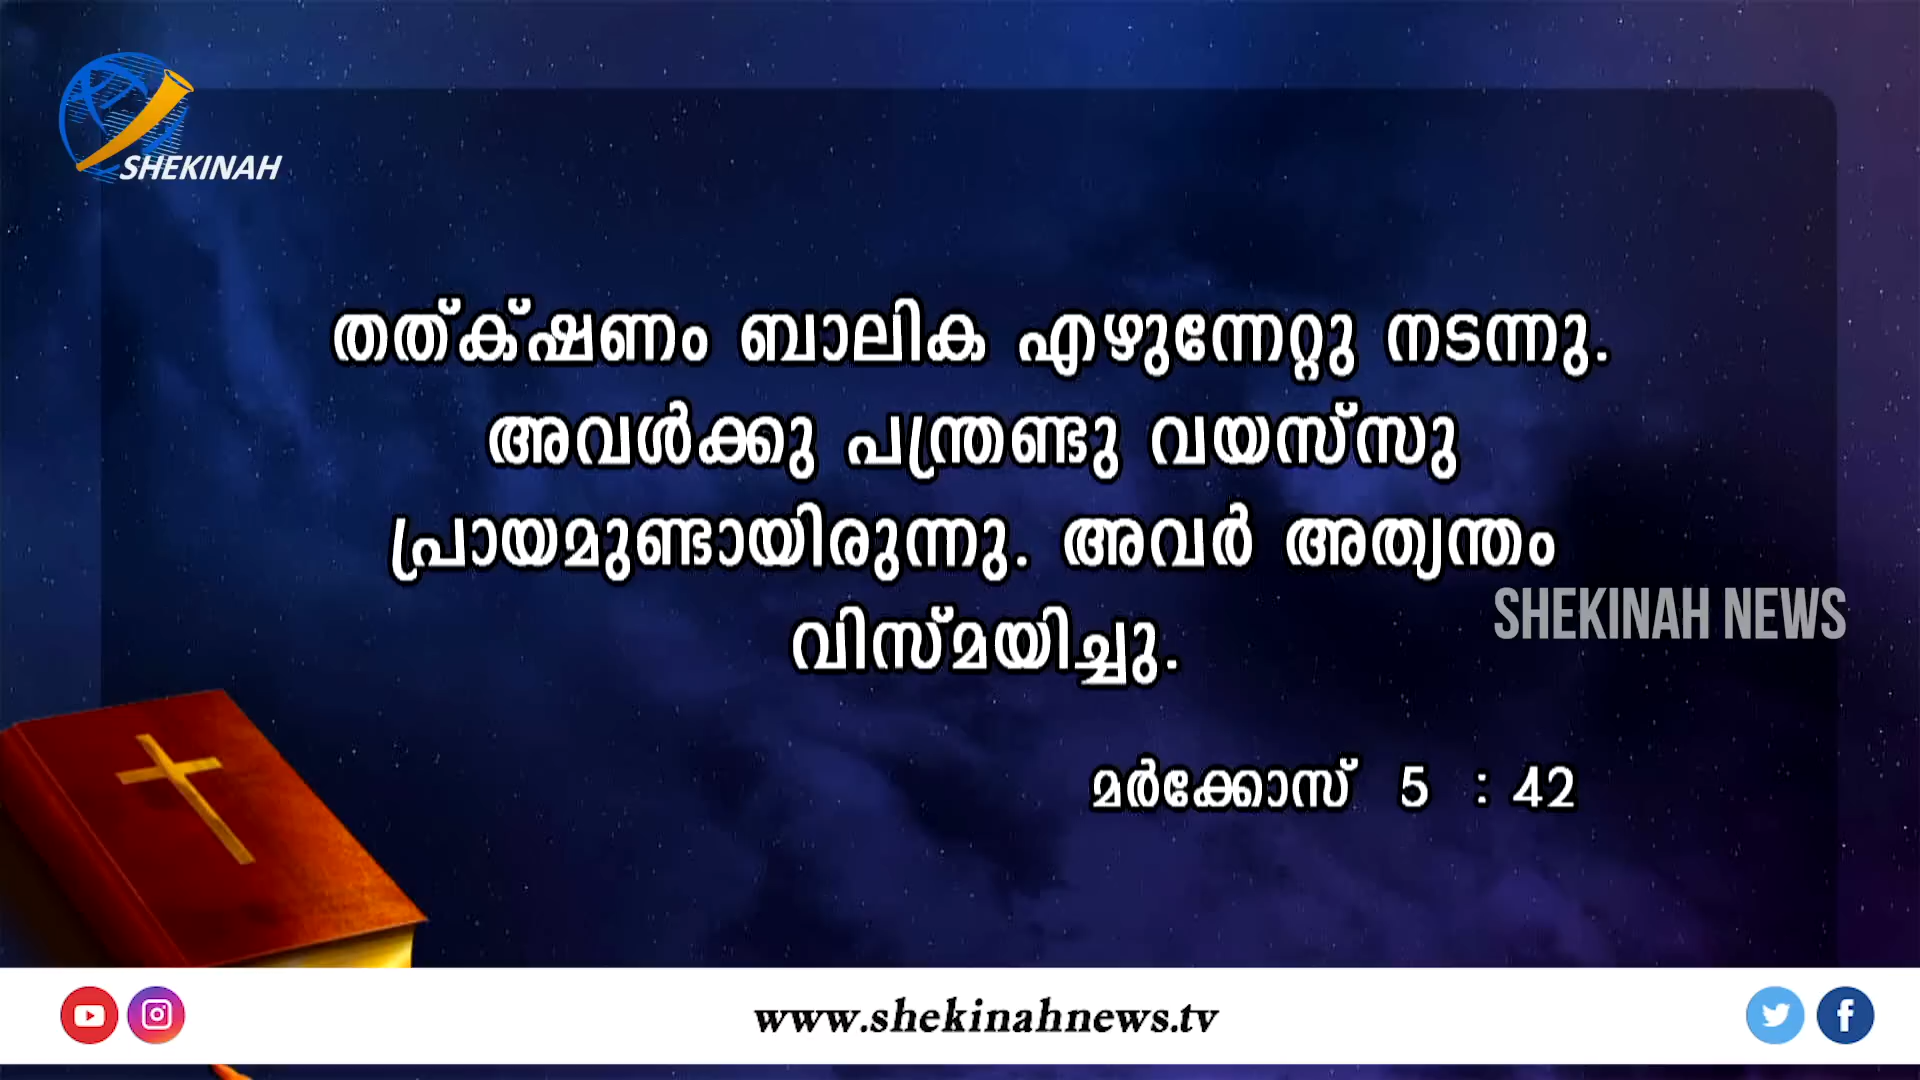 SHEKINAH
തത്ക്‌ഷണം ബാലിക എഴുന്നേറ്റു നടന്നു.
അവൾക്കു പന്ത്രണ്ടു വയസ്‌സു
പ്രായമുണ്ടായിരുന്നു. അവർ അത്യന്തം
വിസ്മയിച്ചു.
SHEKINAH NEWS
മർക്കോസ് 5 : 42
www.shekinahnews.tv